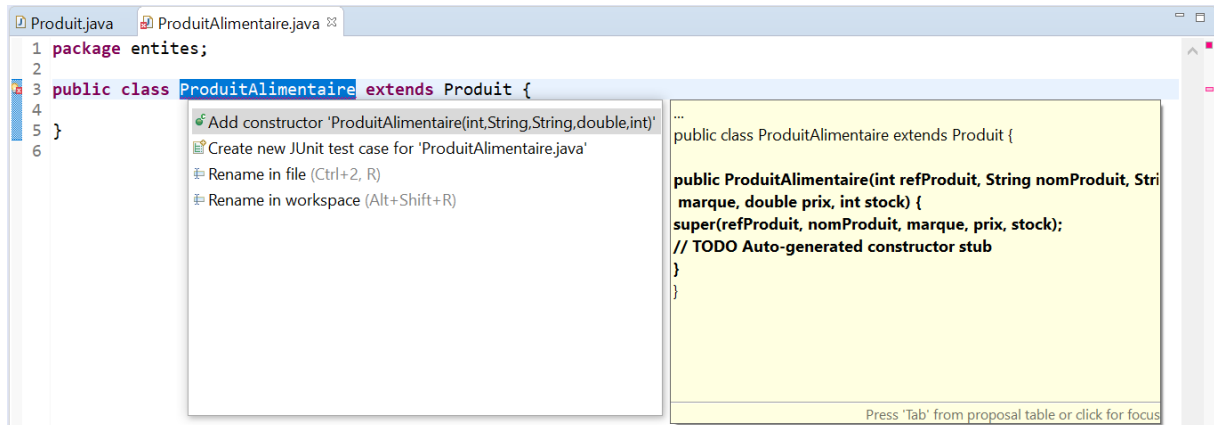 Produit.java
ProduitAlimentaire.java
1 package entites;
2
3 public class ProduitAlimentaire extends Produit {
4
5 }
6
Add constructor 'ProduitAlimentaire(int,String,String,double,int)'
Create new JUnit test case for 'ProduitAlimentaire.java'
Rename in file (Ctrl+2, R)
Rename in workspace (Alt+Shift+R)
...
public class ProduitAlimentaire extends Produit {
public ProduitAlimentaire(int refProduit, String nomProduit, Stri
marque, double prix, int stock) {
super(refProduit, nomProduit, marque, prix, stock);
// TODO Auto-generated constructor stub
}
}
Press 'Tab' from proposal table or click for focus